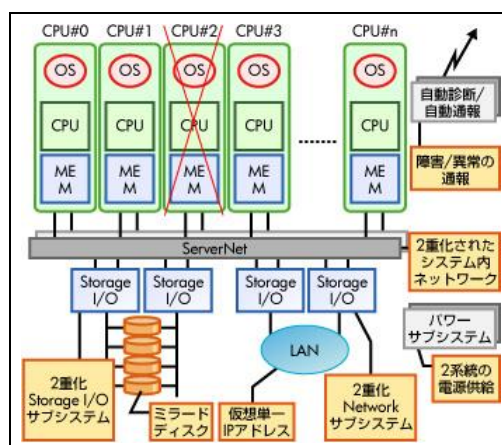 CPU#0
CPU#1
CPU#2
CPU#3
CPU#n
OS
OS
OS
OS
OS
CPU
CPU
CPU
CPU
CPU
ME
M
ME
M
ME
M
ME
M
ME
M
自動診断/
自動通報
障害/異常の
通報
ServerNet
2重化された
システム内
ネットワーク
Storage
I/O
Storage
I/O
Storage
I/O
Storage
I/O
LAN
パワー
サブシステム
2系統の
電源供給
2重化
Storage I/O
サブシステム
ミラード
ディスク
仮想単一
IPアドレス
2重化
Network
サブシステム